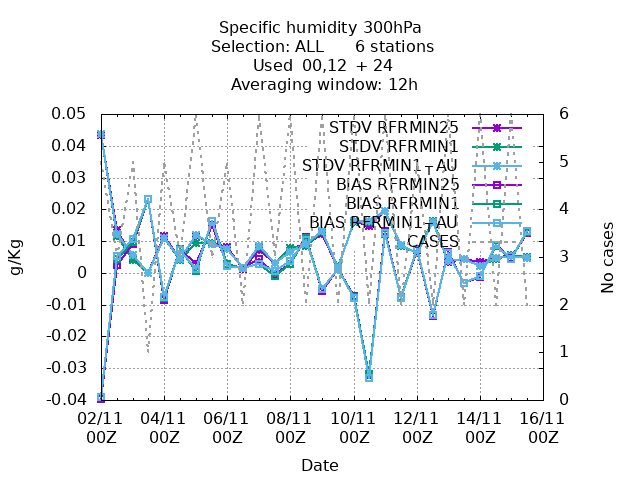 Specific humidity 300hPa
Selection: ALL 6 stations
Used 00,12 + 24
Averaging window: 12h
STDV RFRMIN25
STDV RFRMIN1
STDV RFRMIN1_AU
BIAS RFRMIN25
BIAS RFRMIN1
BIAS RFRMIN1_AU
CASES
0.05
0.04
0.03
0.02
0.01
0
-0.01
-0.02
-0.03
-0.04
g/Kg
6
5
4
3
2
1
0
No cases
02/11 04/11 06/11 08/11 10/11 12/11 14/11 16/11
00Z 00Z 00Z 00Z 00Z 00Z 00Z 00Z
Date